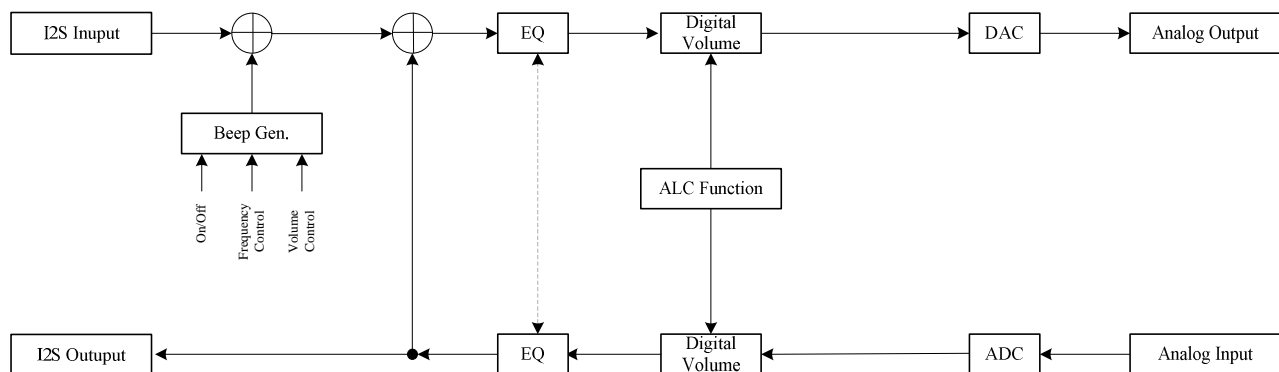 I2S Inuput
EQ
Digital
Volume
DAC
Analog Output
Beep Gen.
On/Off
Frequency
Control
Volume
Control
ALC Function
I2S Outuput
EQ
Digital
Volume
ADC
Analog Input